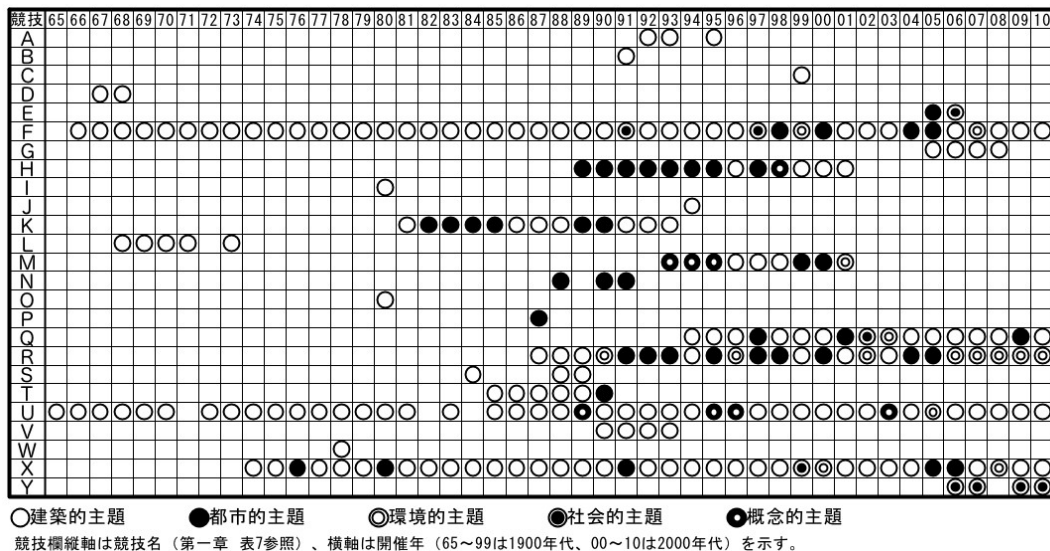 競技 65 66 67 68 69 70 71 72 73 74 75 76 77 78 79 80 81 82 83 84 85 86 87 88 89 90 91 92 93 94 95 96 97 98 99 00 01 02 03 04 05 06 07 08 09 10
A
B
C
D
E
F
G
H
I
J
K
L
M
N
O
P
Q
R
S
T
U
V
W
X
Y
○建築的主題 ●都市的主題 ◎環境的主題 ◉社会的主題 ●概念的主題
競技欄縦軸は競技名（第一章 表7参照）、横軸は開催年（65～99は1900年代、00～10は2000年代）を示す。